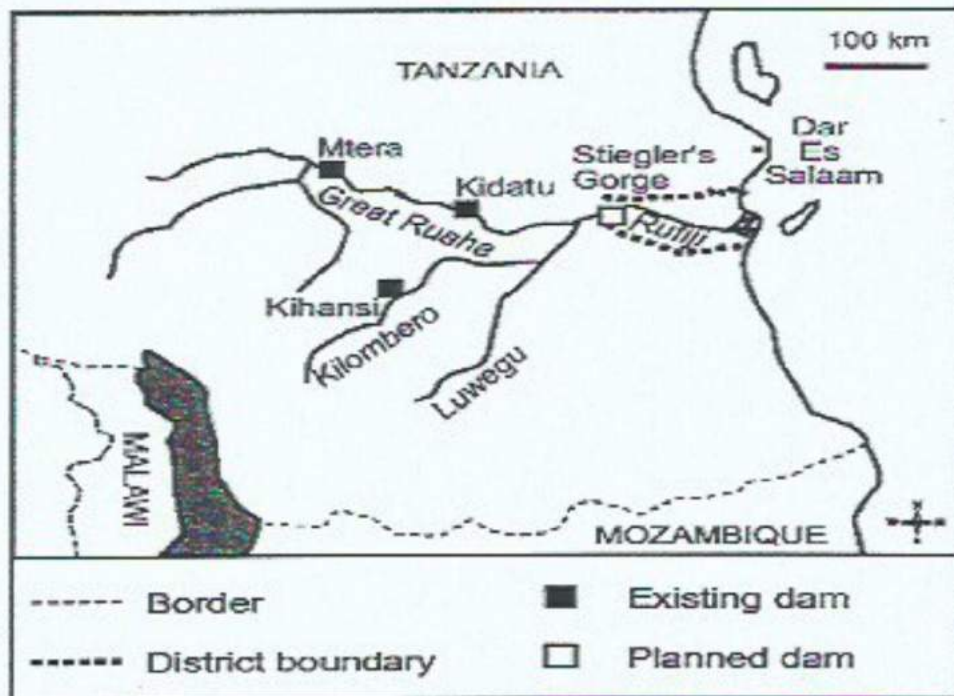 100 km
TANZANIA
Dar
Es
Salaam
Mtera
Stiegler's
Gorge
Kidatu
Great Ruahe
Rufiji
Kihansi
Kilombero
Luwegu
MALAWI
MOZAMBIQUE
Border
Existing dam
District boundary
Planned dam